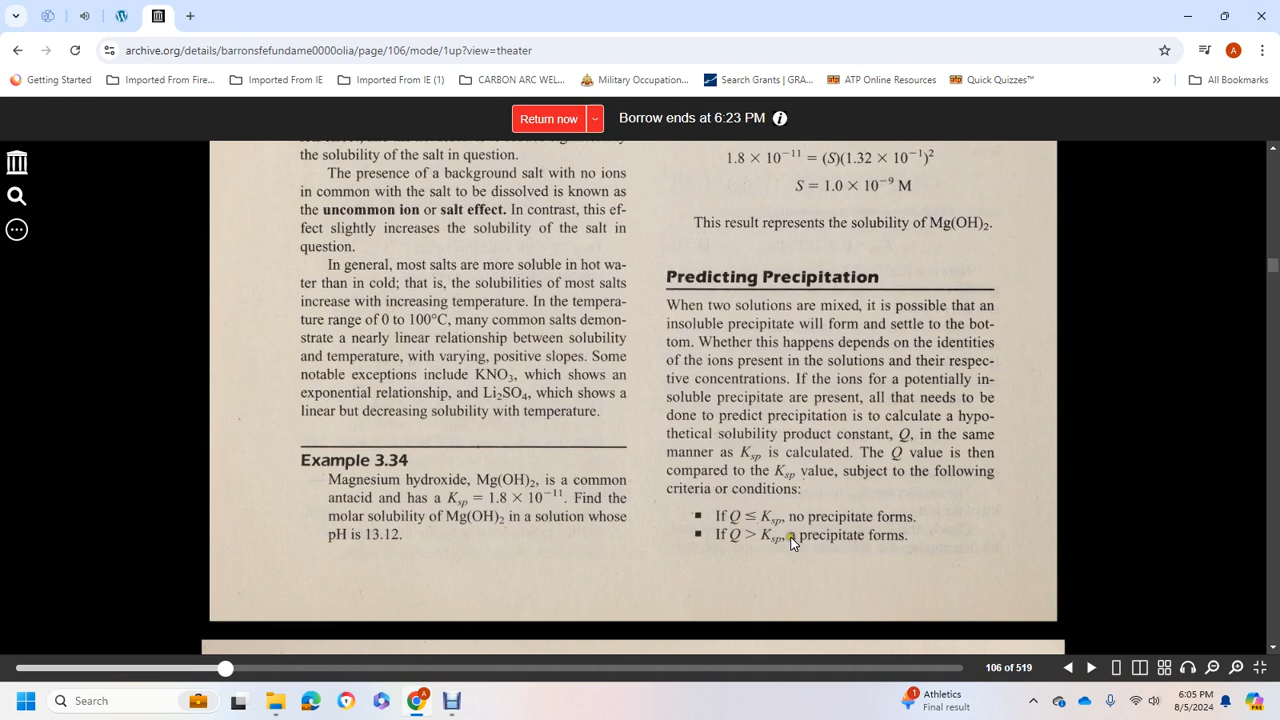 archive.org/details/barronsfefundame0000olia/page/106/mode/1up?view=theater
A
Getting Started
Imported From Fire...
Imported From IE
Imported From IE (1)
CARBON ARC WEL...
Military Occupation...
Search Grants | GRA...
ATP Online Resources
Quick Quizzes™
»
All Bookmarks
Return now
Borrow ends at 6:23 PM
the solubility of the salt in question.
The presence of a background salt with no ions
in common with the salt to be dissolved is known as
the uncommon ion or salt effect. In contrast, this ef-
fect slightly increases the solubility of the salt in
question.
In general, most salts are more soluble in hot wa-
ter than in cold; that is, the solubilities of most salts
increase with increasing temperature. In the tempera-
ture range of 0 to 100°C, many common salts demon-
strate a nearly linear relationship between solubility
and temperature, with varying, positive slopes. Some
notable exceptions include KNO₃, which shows an
exponential relationship, and Li₂SO₄, which shows a
linear but decreasing solubility with temperature.
Example 3.34
Magnesium hydroxide, Mg(OH)₂, is a common
antacid and has a Ksp = 1.8 × 10⁻¹¹. Find the
molar solubility of Mg(OH)₂ in a solution whose
pH is 13.12.
1.8 × 10⁻¹¹ = (S)(1.32 × 10⁻¹)²
S = 1.0 × 10⁻⁹ M
This result represents the solubility of Mg(OH)₂.
Predicting Precipitation
When two solutions are mixed, it is possible that an
insoluble precipitate will form and settle to the bot-
tom. Whether this happens depends on the identities
of the ions present in the solutions and their respec-
tive concentrations. If the ions for a potentially in-
soluble precipitate are present, all that needs to be
done to predict precipitation is to calculate a hypo-
thetical solubility product constant, Q, in the same
manner as Ksp is calculated. The Q value is then
compared to the Ksp value, subject to the following
criteria or conditions:
■ If Q ≤ Ksp, no precipitate forms.
■ If Q > Ksp, precipitate forms.
106 of 519
Search
PRE
1
Athletics
Final result
6:05 PM
8/5/2024